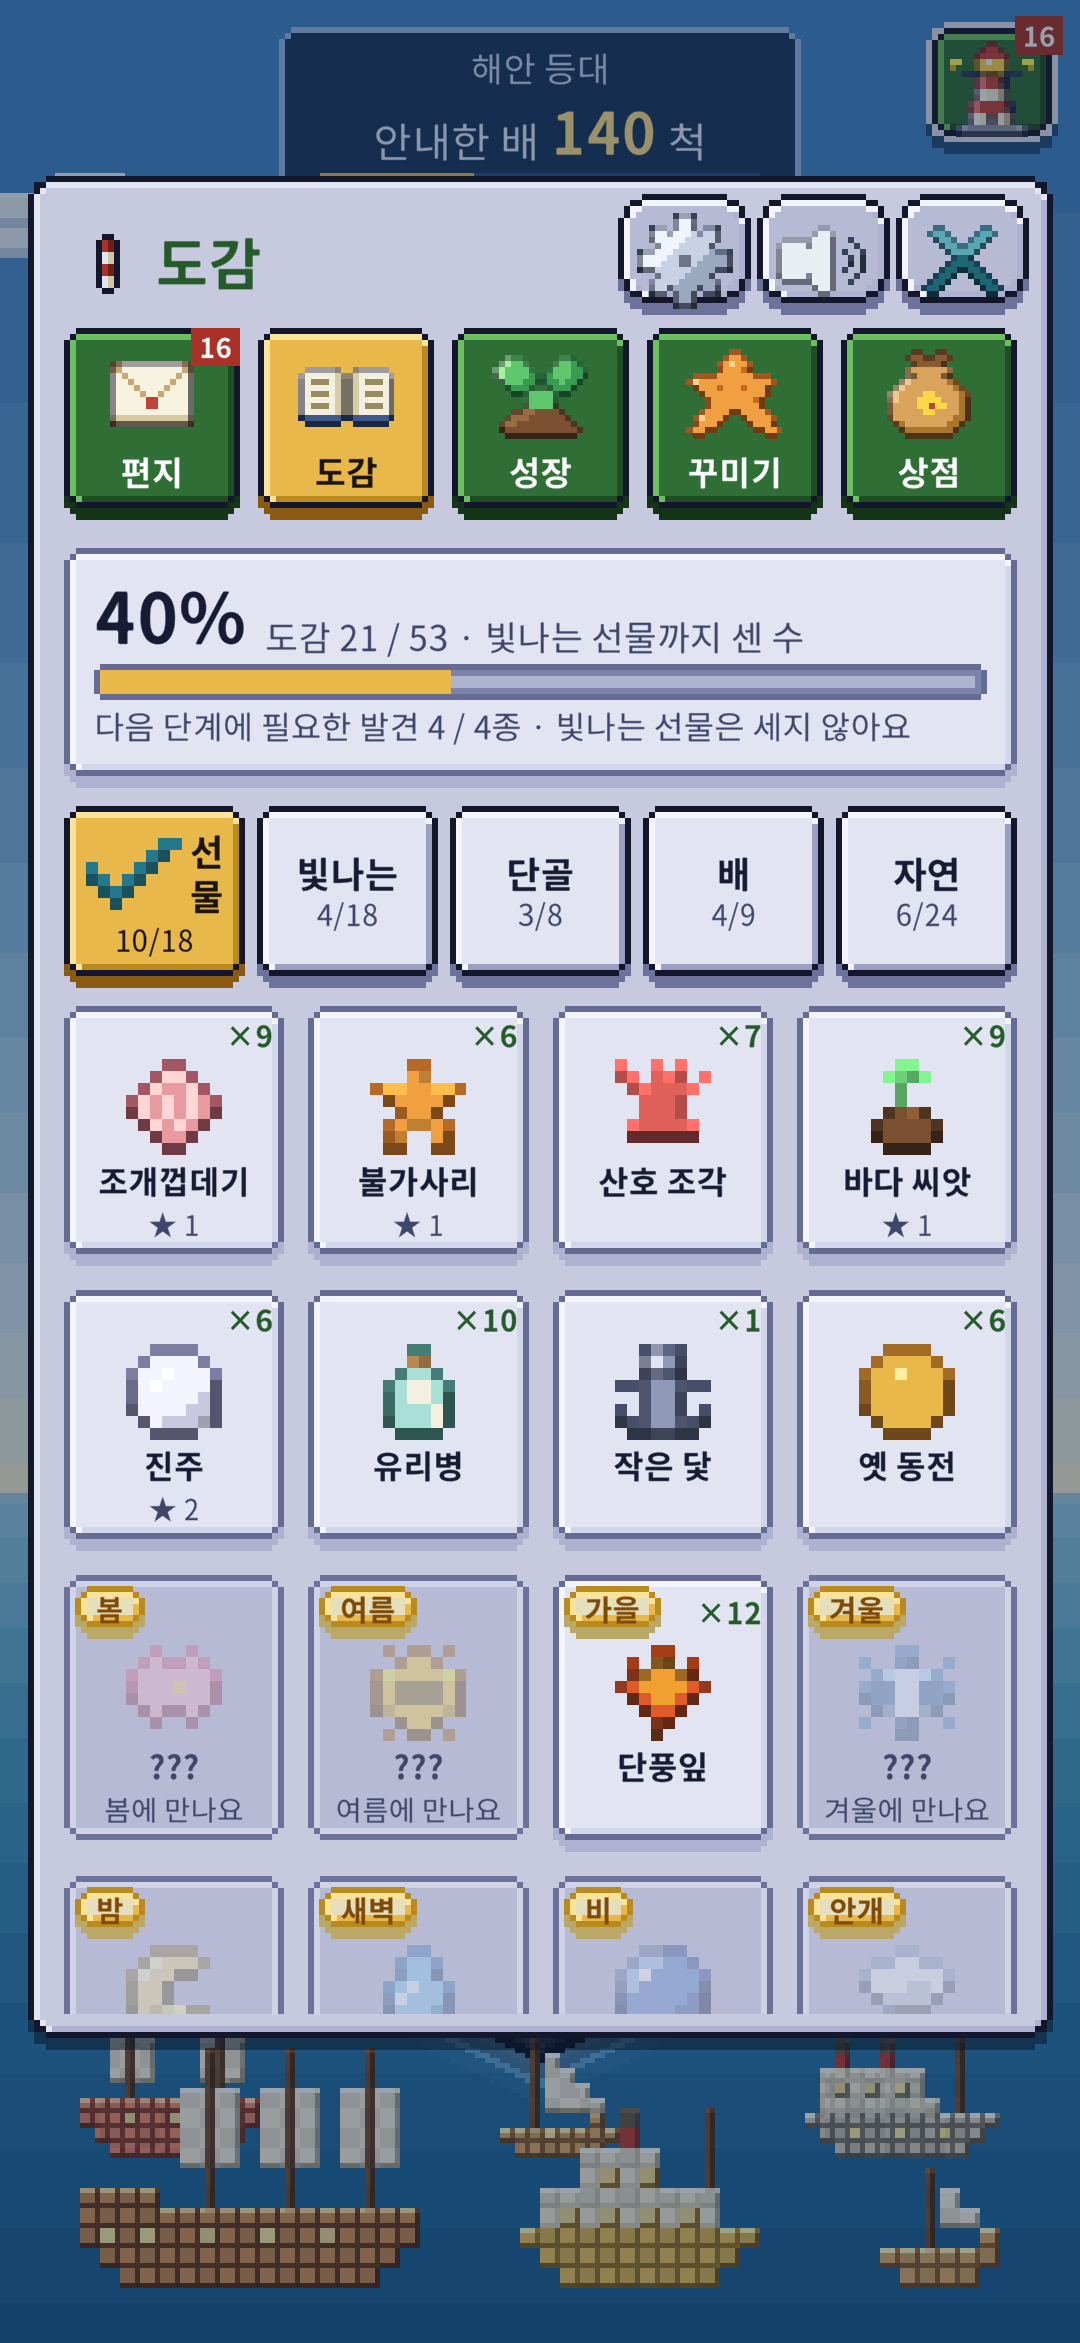 해안 등대
안내한 배 140 척
16
도감
16
편지
도감
성장
꾸미기
상점
40% 도감 21 / 53 · 빛나는 선물까지 센 수
다음 단계에 필요한 발견 4 / 4종 · 빛나는 선물은 세지 않아요
선물
10/18
빛나는
4/18
단골
3/8
배
4/9
자연
6/24
×9
조개껍데기
★ 1
×6
불가사리
★ 1
×7
산호 조각
×9
바다 씨앗
★ 1
×6
진주
★ 2
×10
유리병
×1
작은 닻
×6
옛 동전
봄
???
봄에 만나요
여름
???
여름에 만나요
가을
×12
단풍잎
겨울
???
겨울에 만나요
밤
새벽
비
안개